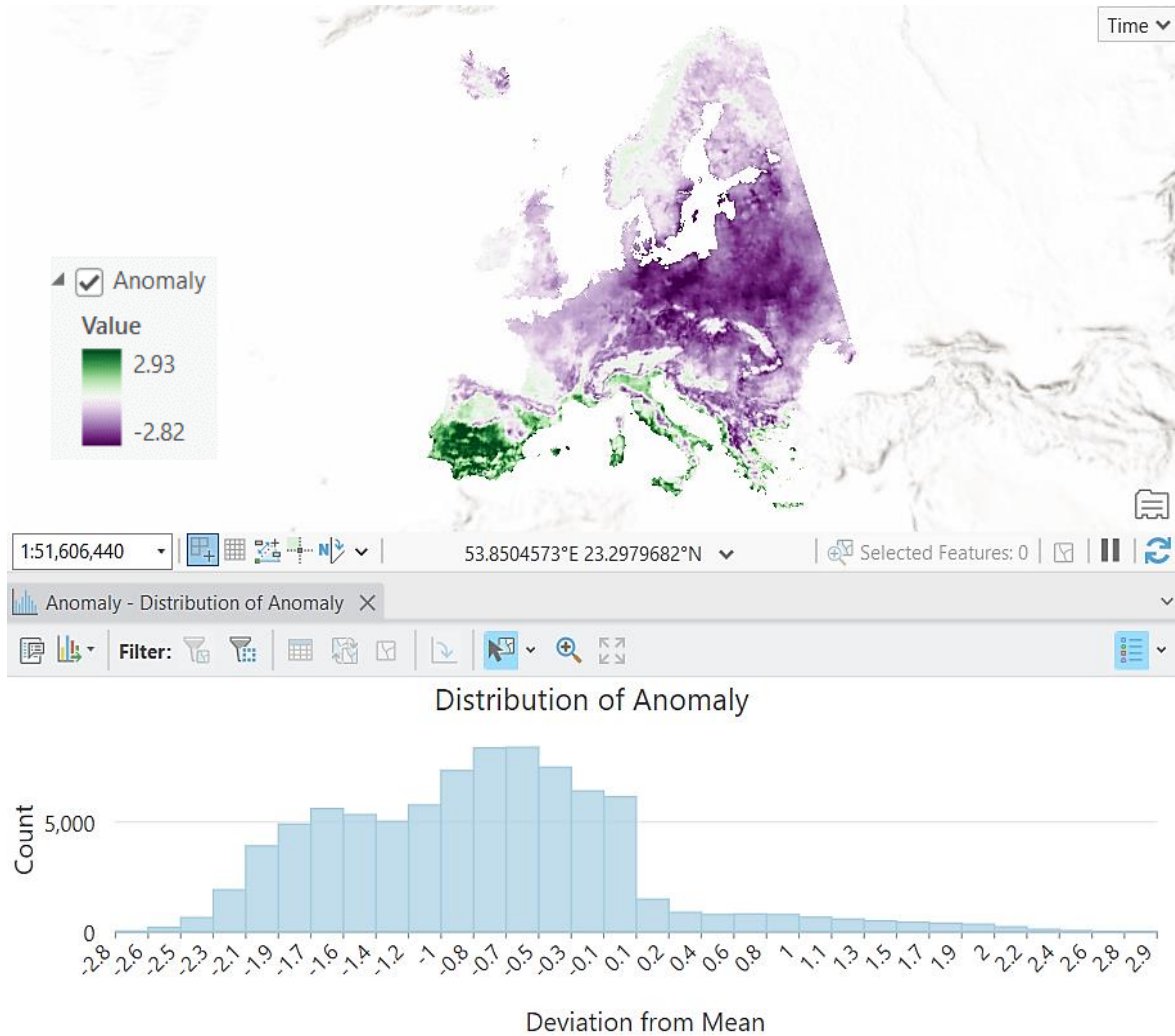 Time
Anomaly
Value
2.93
-2.82
1:51,606,440
N
53.8504573°E 23.2979682°N
Selected Features: 0
Anomaly - Distribution of Anomaly
Filter:
Distribution of Anomaly
Count
5,000
0
-2.8 -2.6 -2.5 -2.3 -2.1 -1.9 -1.7 -1.6 -1.4 -1.2 -1 -0.8 -0.7 -0.5 -0.3 -0.1 0.1 0.2 0.4 0.6 0.8 1 1.1 1.3 1.5 1.7 1.9 2 2.2 2.4 2.6 2.8 2.9
Deviation from Mean